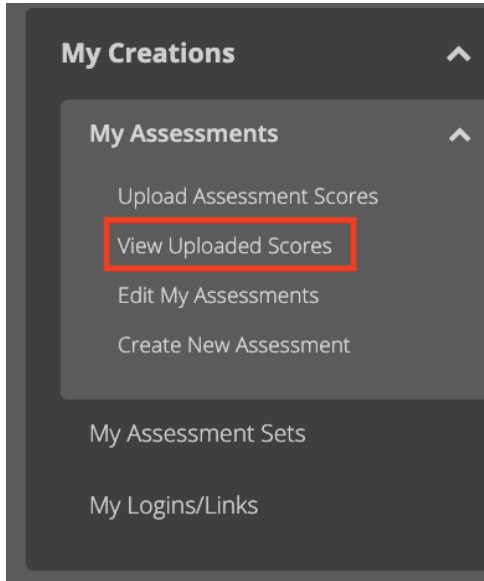 My Creations
My Assessments
Upload Assessment Scores
View Uploaded Scores
Edit My Assessments
Create New Assessment
My Assessment Sets
My Logins/Links